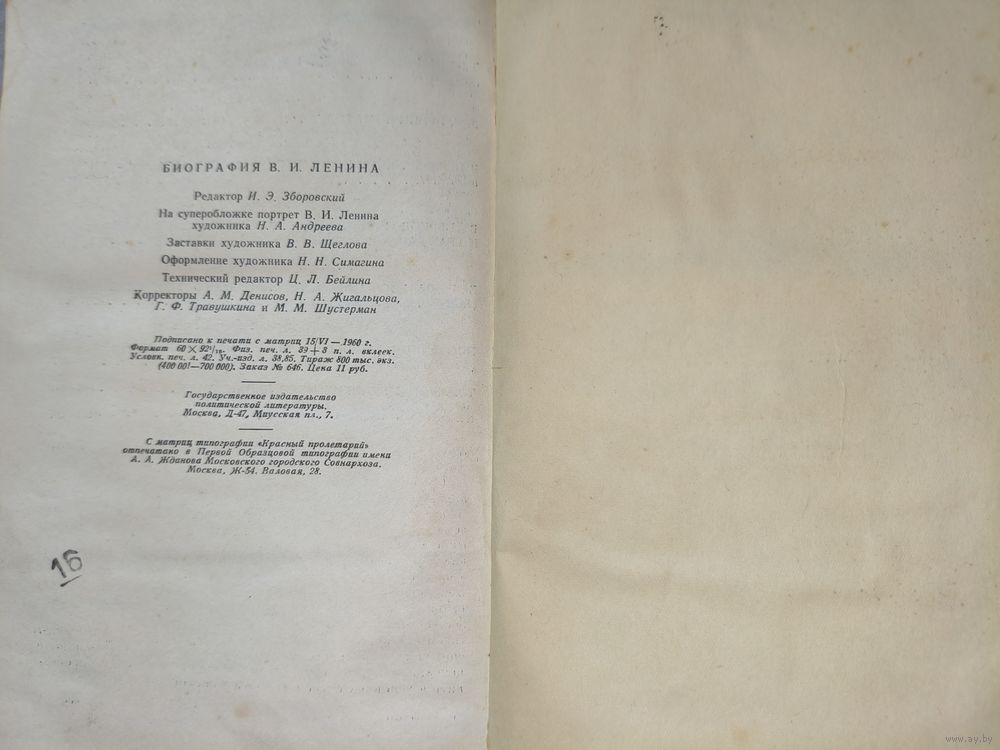 БИОГРАФИЯ В. И. ЛЕНИНА
Редактор И. Э. Зборовский
На суперобложке портрет В. И. Ленина
художника Н. А. Андреева
Заставки художника В. В. Щеглова
Оформление художника Н. Н. Симагина
Технический редактор Ц. Л. Бейлина
Корректоры А. М. Денисов, Н. А. Жигальцова,
Г. Ф. Травушкина и М. М. Шустерман
Подписано к печати с матриц 15/VI — 1960 г.
Формат 60 × 92¹/₁₆. Физ. печ. л. 39 + 3 п. л. вклеек.
Условн. печ. л. 42. Уч.-изд. л. 38,85. Тираж 800 тыс. экз.
(400 001—700 000). Заказ № 646. Цена 11 руб.
Государственное издательство
политической литературы.
Москва, Д-47, Миусская пл., 7.
С матриц типографии «Красный пролетарий»
отпечатано в Первой Образцовой типографии имени
А. А. Жданова Московского городского Совнархоза.
Москва, Ж-54. Валовая, 28.
16
www.ay.by